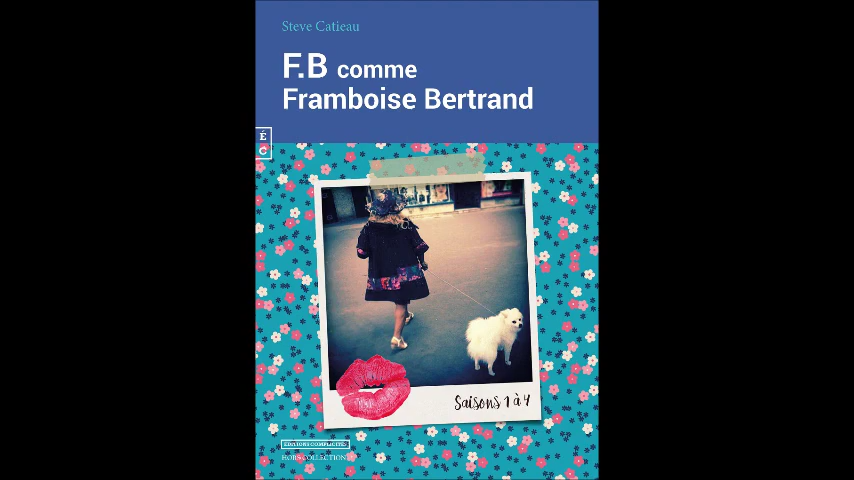 Steve Catieau
F.B comme
Framboise Bertrand
É
C
Saisons 1 à 4
ÉDITIONS COMPLICITÉS
HORS COLLECTION